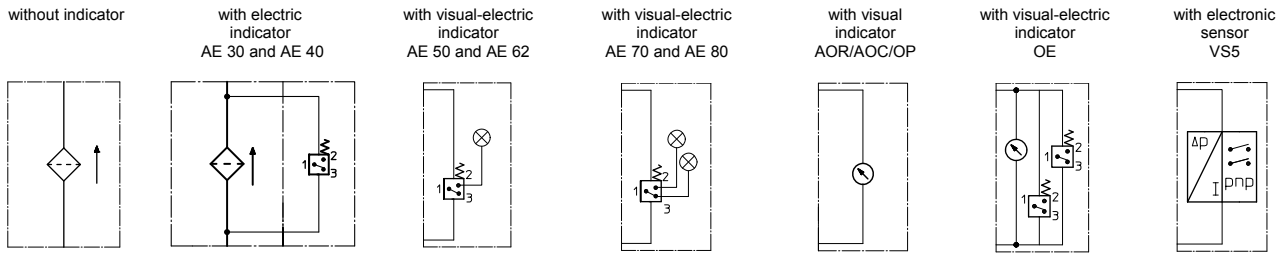 without indicator
with electric
indicator
AE 30 and AE 40
with visual-electric
indicator
AE 50 and AE 62
with visual-electric
indicator
AE 70 and AE 80
with visual
indicator
AOR/AOC/OP
with visual-electric
indicator
OE
with electronic
sensor
VS5
1
2
3
1
2
3
1
2
3
1
2
3
1
2
3
Δp
I
pnp